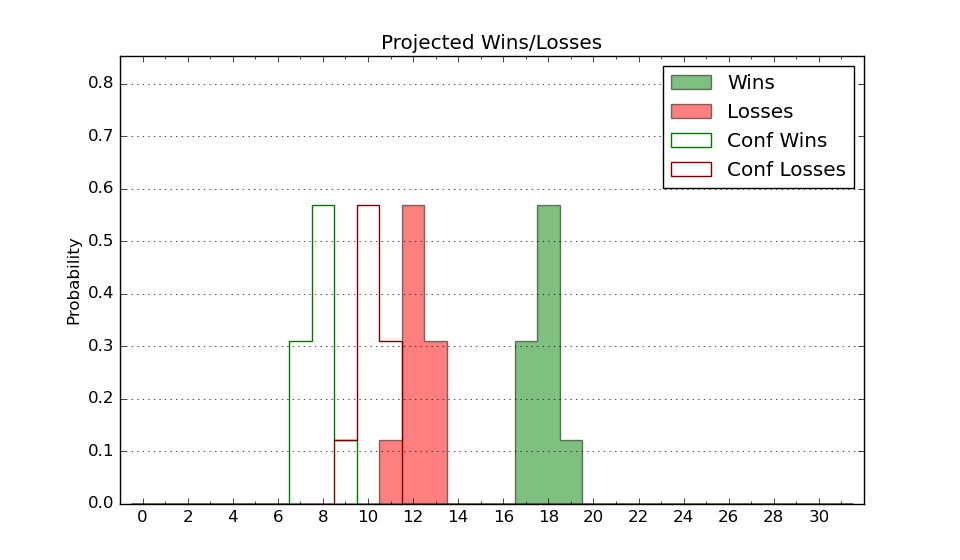 Projected Wins/Losses
Wins
Losses
Conf Wins
Conf Losses
Probability
0.8
0.7
0.6
0.5
0.4
0.3
0.2
0.1
0.0
0 2 4 6 8 10 12 14 16 18 20 22 24 26 28 30